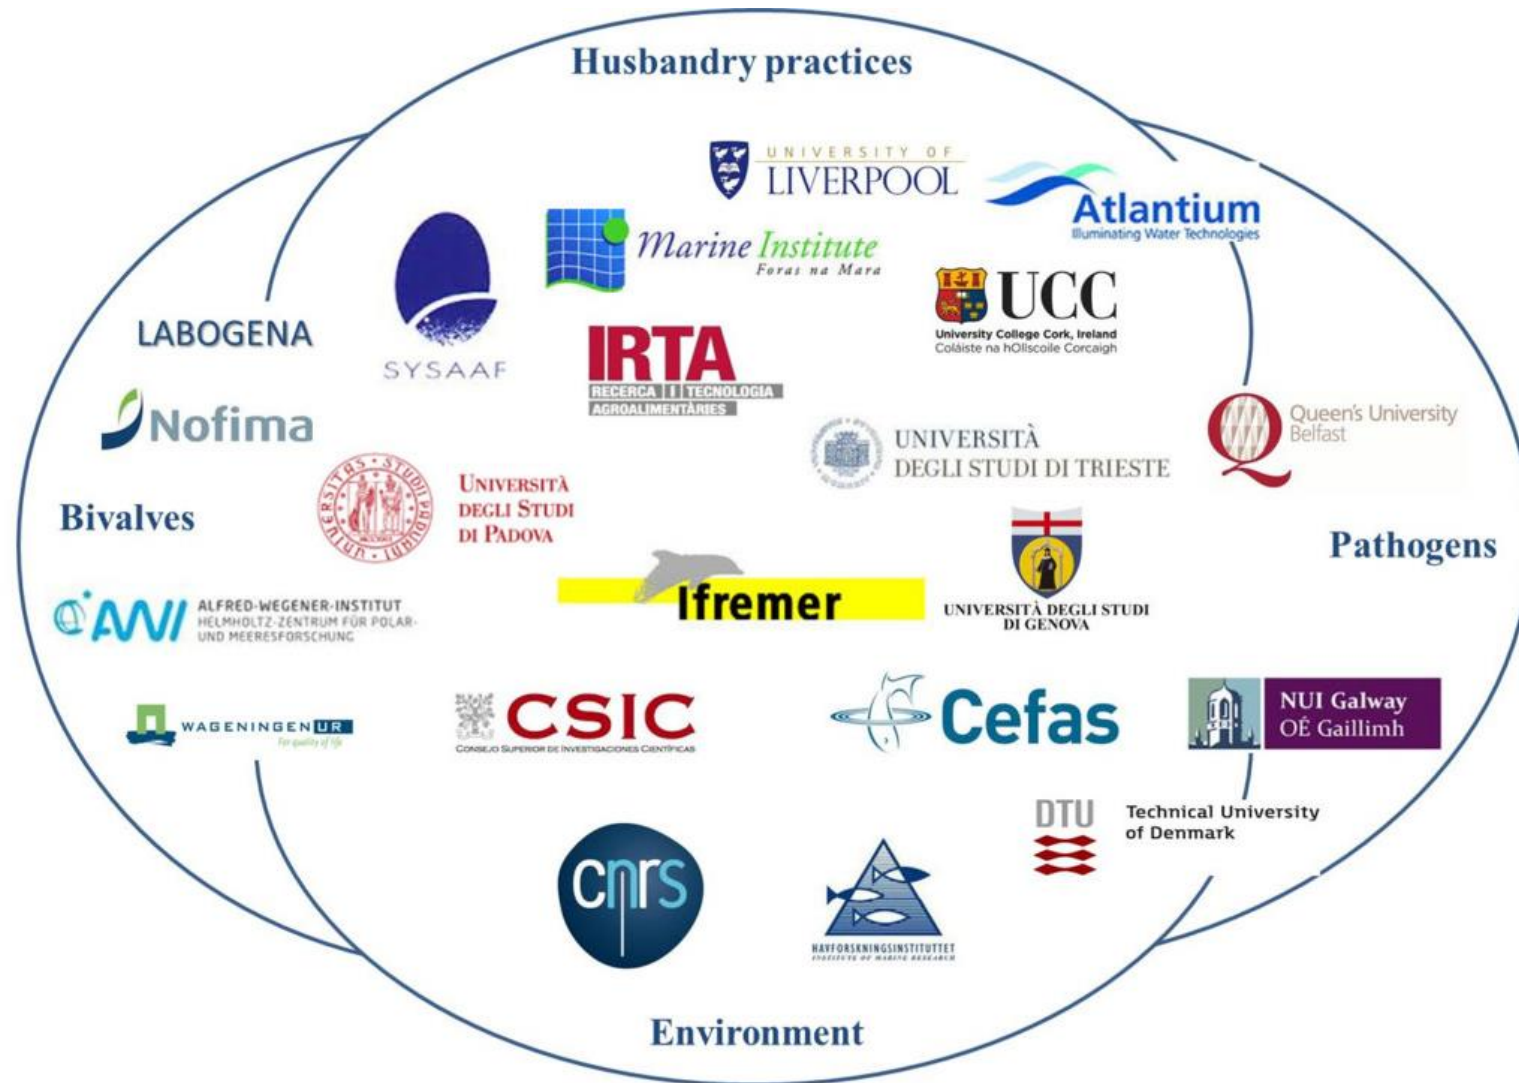 Husbandry practices
UNIVERSITY OF
LIVERPOOL
Atlantium
Illuminating Water Technologies
Marine Institute
Foras na Mara
SYSAAF
UCC
University College Cork, Ireland
Coláiste na hOllscoile Corcaigh
LABOGENA
IRTA
RECERCA I TECNOLOGIA
AGROALIMENTÀRIES
Nofima
Queen's University
Belfast
UNIVERSITÀ
DEGLI STUDI DI TRIESTE
UNIVERSITÀ
DEGLI STUDI
DI PADOVA
Bivalves
Pathogens
Ifremer
UNIVERSITÀ DEGLI STUDI
DI GENOVA
AWI
ALFRED-WEGENER-INSTITUT
HELMHOLTZ-ZENTRUM FÜR POLAR-
UND MEERESFORSCHUNG
WAGENINGEN UR
For quality of life
CSIC
CONSEJO SUPERIOR DE INVESTIGACIONES CIENTÍFICAS
Cefas
NUI Galway
OÉ Gaillimh
DTU
Technical University
of Denmark
cnrs
HAVFORSKNINGSINSTITUTTET
INSTITUTE OF MARINE RESEARCH
Environment